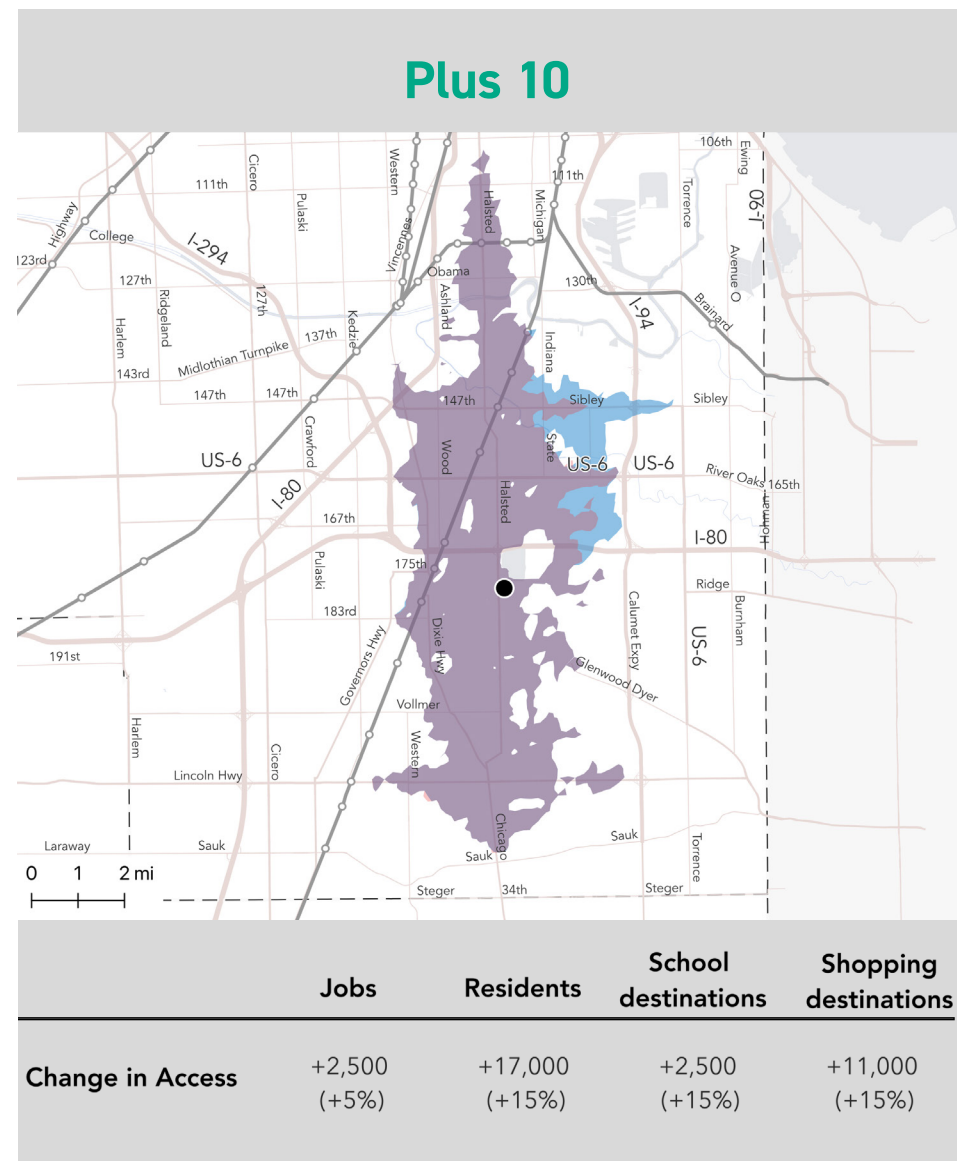 Plus 10
106th
Ewing
Cicero
Western
111th
111th
Pulaski
Halsted
Michigan
Torrence
I-90
Highway
College
I-294
Vincennes
123rd
Obama
Avenue O
127th
127th
130th
Ridgeland
Ashland
I-94
Brainard
Harlem
Kedzie
137th
Indiana
Midlothian Turnpike
143rd
147th
147th
147th
Sibley
Sibley
Crawford
Wood
State
US-6
US-6
US-6
River Oaks 165th
I-80
Halsted
167th
Hohman
I-80
Pulaski
175th
Ridge
183rd
Dixie Hwy
Calumet Expy
Burnham
US-6
Governors Hwy
191st
Glenwood Dyer
Vollmer
Harlem
Cicero
Western
Lincoln Hwy
Chicago
Laraway
Sauk
Sauk
Sauk
Torrence
0 1 2 mi
Steger
34th
Steger
Jobs
Residents
School
destinations
Shopping
destinations
Change in Access
+2,500
+17,000
+2,500
+11,000
(+5%)
(+15%)
(+15%)
(+15%)